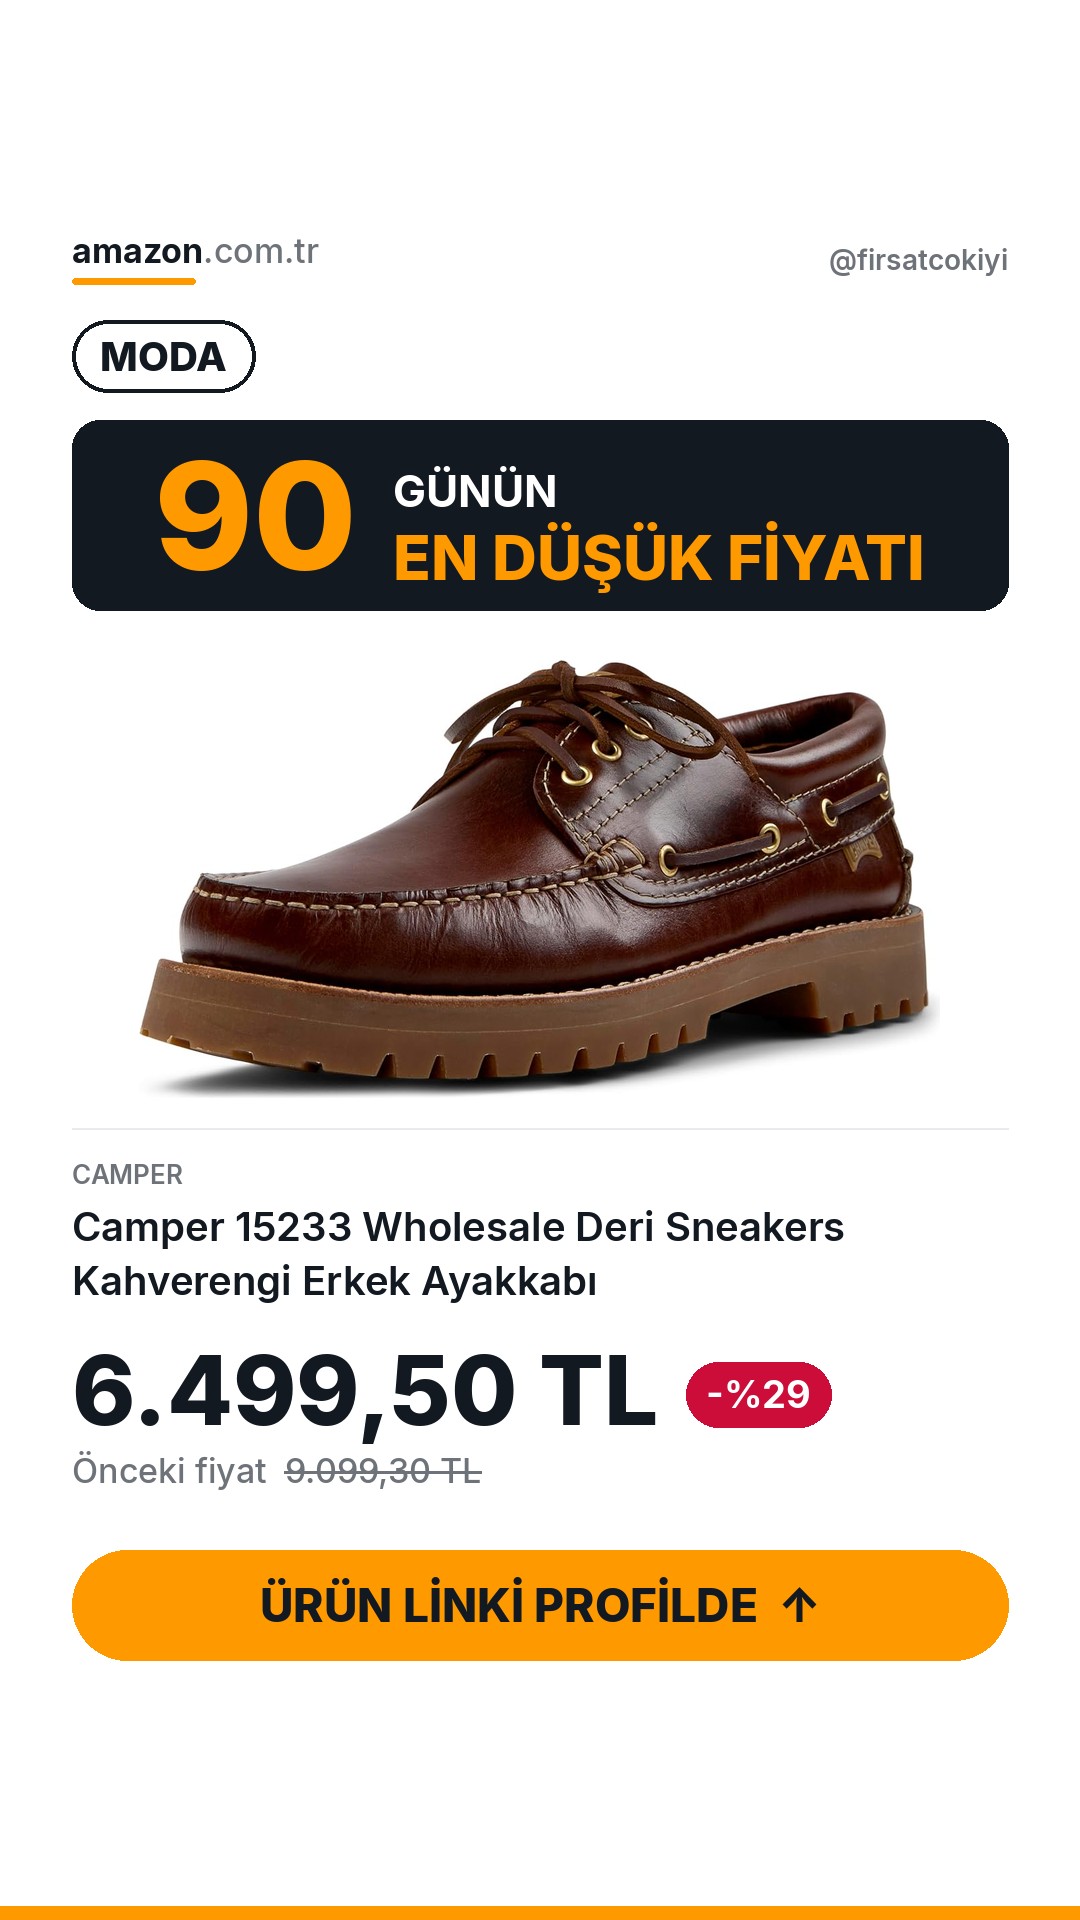 amazon.com.tr
@firsatcokiyi
MODA
90
GÜNÜN
EN DÜŞÜK FİYATI
CAMPER
Camper 15233 Wholesale Deri Sneakers
Kahverengi Erkek Ayakkabı
6.499,50 TL -%29
Önceki fiyat 9.099,30 TL
ÜRÜN LİNKİ PROFİLDE ↑